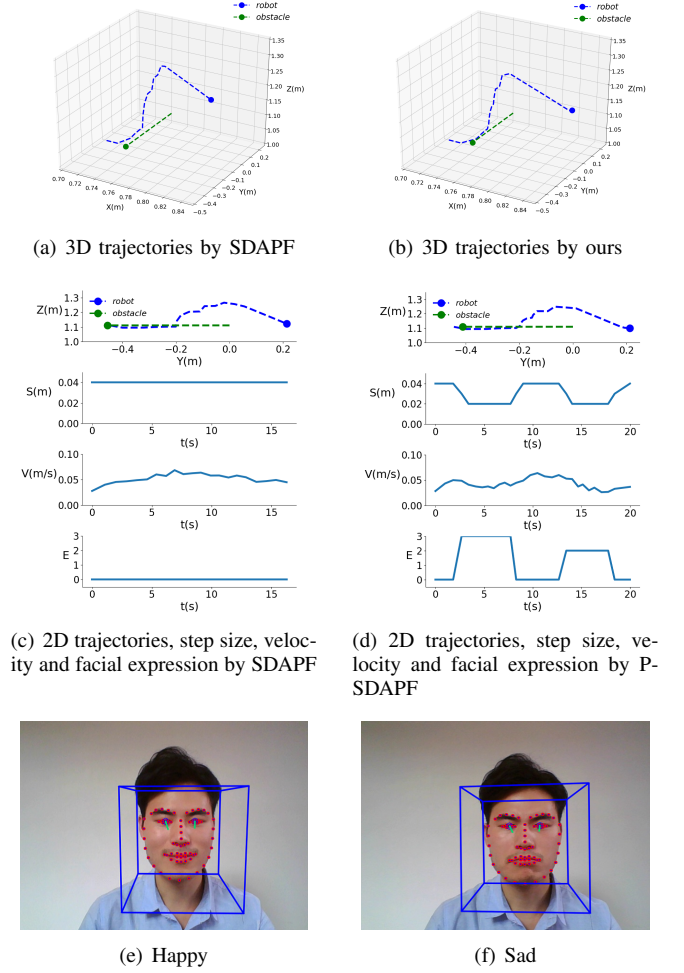 robot
obstacle
1.35
1.30
1.25
1.20
Z(m)
1.15
1.10
1.05
1.00
0.70
0.72
0.74
0.76
0.78
0.80
0.82
0.84
X(m)
−0.5
−0.4
−0.3
−0.2
−0.1
0.0
0.1
0.2
Y(m)
robot
obstacle
1.35
1.30
1.25
1.20
Z(m)
1.15
1.10
1.05
1.00
0.70
0.72
0.74
0.76
0.78
0.80
0.82
0.84
X(m)
−0.5
−0.4
−0.3
−0.2
−0.1
0.0
0.1
0.2
Y(m)
(a) 3D trajectories by SDAPF
(b) 3D trajectories by ours
1.3
1.2
1.1
1.0
Z(m)
robot
obstacle
−0.4 −0.2 0.0 0.2
Y(m)
S(m)
0.04
0.02
0.00
0 5 10 15
t(s)
V(m/s)
0.10
0.05
0.00
0 5 10 15
t(s)
E
3
2
1
0
0 5 10 15
t(s)
(c) 2D trajectories, step size, veloc-
ity and facial expression by SDAPF
1.3
1.2
1.1
1.0
Z(m)
robot
obstacle
−0.4 −0.2 0.0 0.2
Y(m)
S(m)
0.04
0.02
0.00
0 5 10 15 20
t(s)
V(m/s)
0.10
0.05
0.00
0 5 10 15 20
t(s)
E
3
2
1
0
0 5 10 15 20
t(s)
(d) 2D trajectories, step size, ve-
locity and facial expression by P-
SDAPF
(e) Happy
(f) Sad